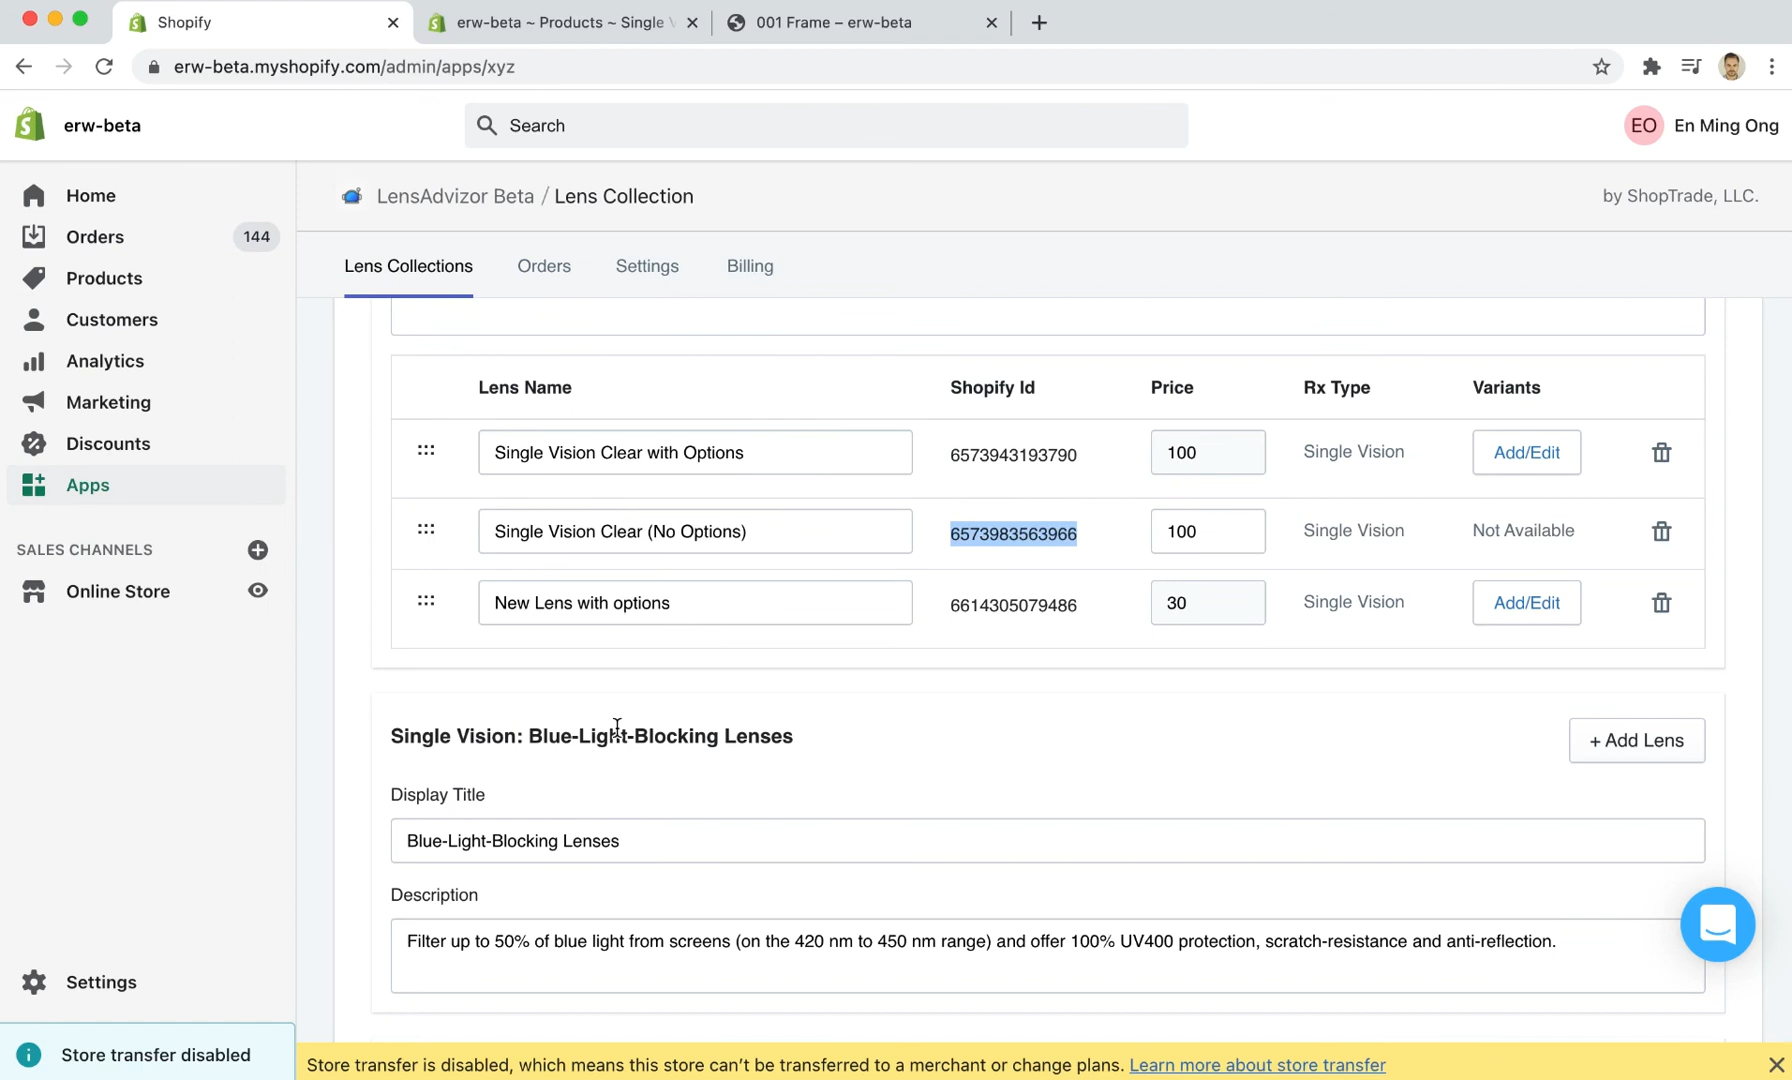 Shopify
erw-beta ~ Products ~ Single
001 Frame – erw-beta
erw-beta.myshopify.com/admin/apps/xyz
erw-beta
Search
EO
En Ming Ong
Home
Orders
144
Products
Customers
Analytics
Marketing
Discounts
Apps
SALES CHANNELS
Online Store
Settings
Store transfer disabled
LensAdvizor Beta / Lens Collection
by ShopTrade, LLC.
Lens Collections Orders Settings Billing
Lens Name Shopify Id Price Rx Type Variants
Single Vision Clear with Options 6573943193790 100 Single Vision Add/Edit
Single Vision Clear (No Options) 6573983563966 100 Single Vision Not Available
New Lens with options 6614305079486 30 Single Vision Add/Edit
Single Vision: Blue-Light-Blocking Lenses
+ Add Lens
Display Title
Blue-Light-Blocking Lenses
Description
Filter up to 50% of blue light from screens (on the 420 nm to 450 nm range) and offer 100% UV400 protection, scratch-resistance and anti-reflection.
Store transfer is disabled, which means this store can't be transferred to a merchant or change plans. Learn more about store transfer